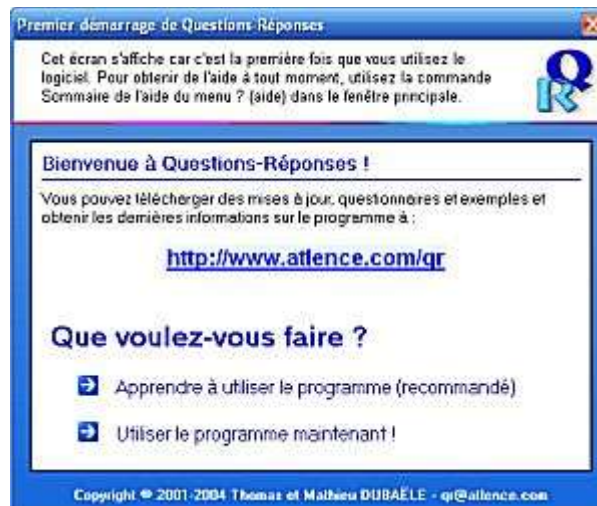 Premier démarrage de Questions-Réponses
Cet écran s'affiche car c'est la première fois que vous utilisez le
logiciel. Pour obtenir de l'aide à tout moment, utilisez la commande
Sommaire de l'aide du menu ? (aide) dans le fenêtre principale.
QR
Bienvenue à Questions-Réponses !
Vous pouvez télécharger des mises à jour, questionnaires et exemples et
obtenir les dernières informations sur le programme à :
http://www.atlence.com/qr
Que voulez-vous faire ?
Apprendre à utiliser le programme (recommandé)
Utiliser le programme maintenant !
Copyright © 2001-2004 Thomas et Mathieu DUBAËLE - qr@atlence.com